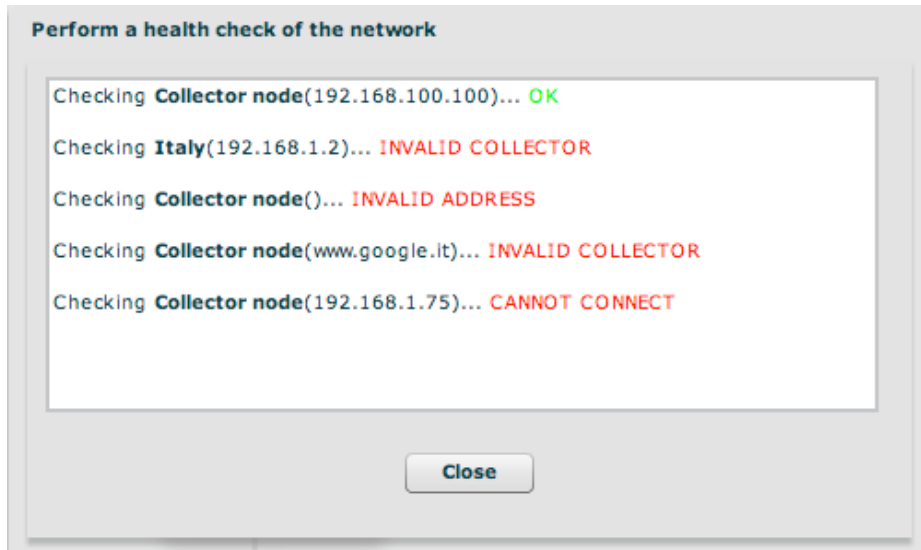 Perform a health check of the network
Checking Collector node(192.168.100.100)... OK
Checking Italy(192.168.1.2)... INVALID COLLECTOR
Checking Collector node()... INVALID ADDRESS
Checking Collector node(www.google.it)... INVALID COLLECTOR
Checking Collector node(192.168.1.75)... CANNOT CONNECT
Close